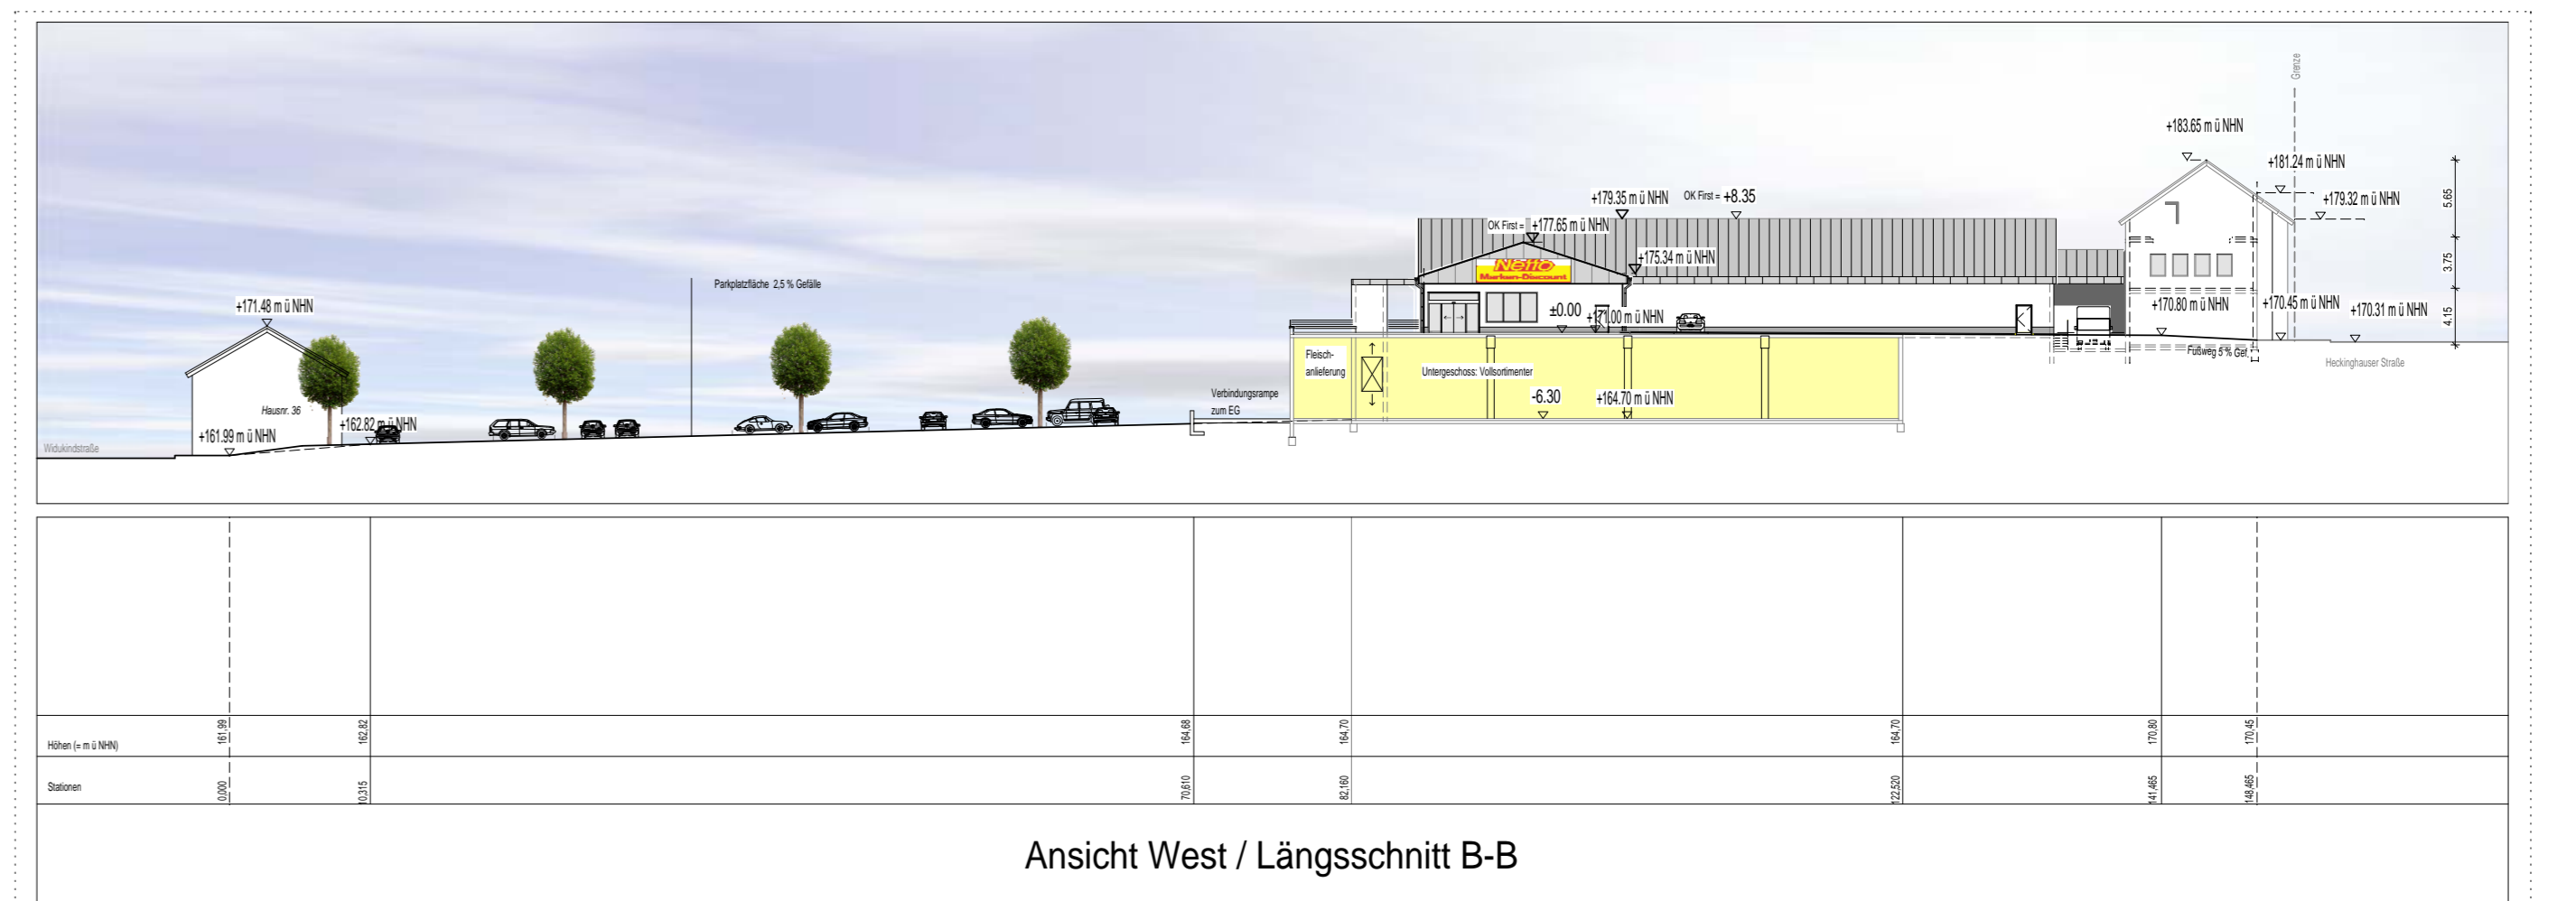 Grenze
+183.65 m ü NHN
+181.24 m ü NHN
+179.32 m ü NHN
+179.35 m ü NHN
OK First = +8.35
OK First = +177.65 m ü NHN
5.65
+175.34 m ü NHN
Netto
Marken-Discount
3.75
Parkplatzfläche 2,5 % Gefälle
+171.48 m ü NHN
±0.00
+171.00 m ü NHN
+170.80 m ü NHN
+170.45 m ü NHN
+170.31 m ü NHN
4.15
Fleisch-
anlieferung
Untergeschoss: Vollsortimenter
Fußweg 5 % Gef.
Heckinghauser Straße
Verbindungsrampe
zum EG
-6.30
+164.70 m ü NHN
Hausnr. 36
+162.82 m ü NHN
+161.99 m ü NHN
Widukindstraße
Höhen (= m ü NHN)
161,99
162,82
164,68
164,70
164,70
170,80
170,45
Stationen
0,000
10,315
70,610
82,160
122,520
141,465
148,465
Ansicht West / Längsschnitt B-B